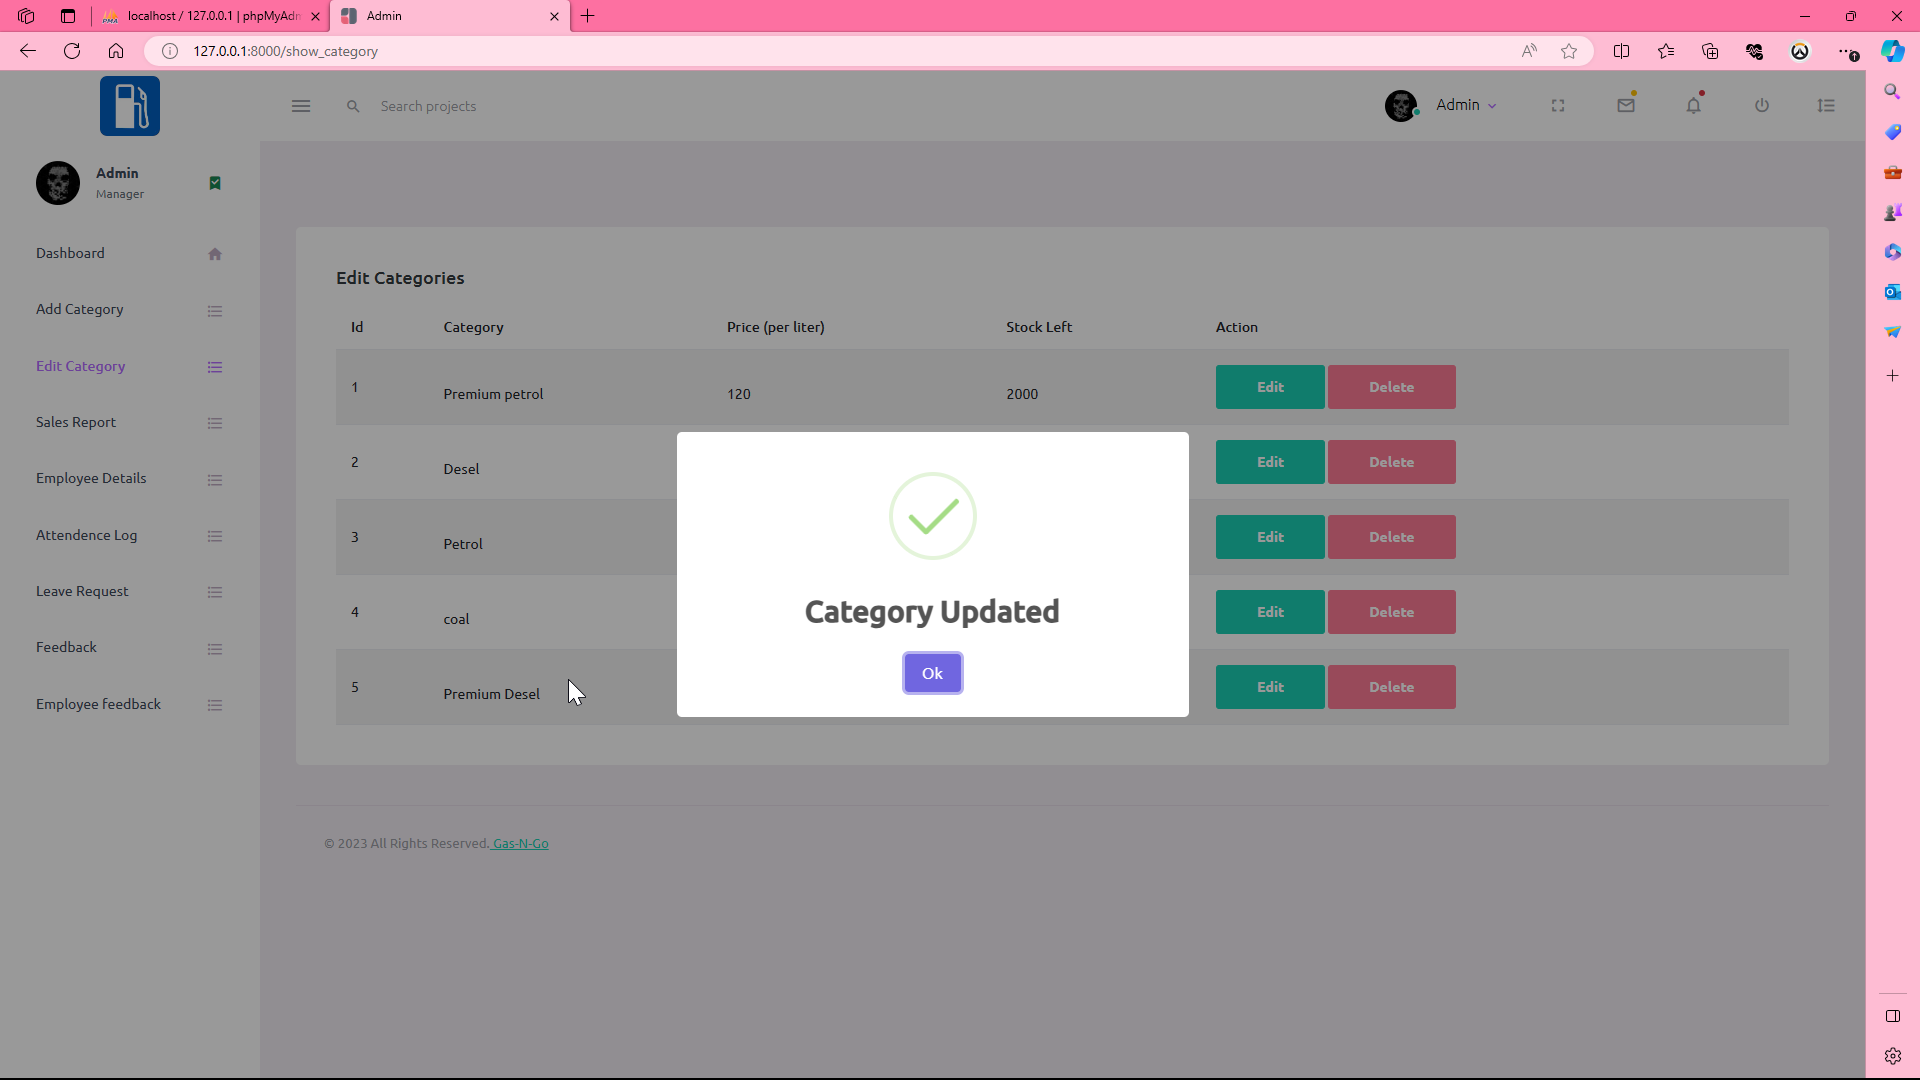 localhost / 127.0.0.1 | phpMyAdm
Admin
127.0.0.1:8000/show_category
Search projects
Admin
Admin
Manager
Dashboard
Add Category
Edit Category
Sales Report
Employee Details
Attendence Log
Leave Request
Feedback
Employee feedback
Edit Categories
Id Category Price (per liter) Stock Left Action
1 Premium petrol 120 2000 Edit Delete
2 Desel Edit Delete
3 Petrol Edit Delete
4 coal Edit Delete
5 Premium Desel Edit Delete
Category Updated
Ok
© 2023 All Rights Reserved. Gas-N-Go